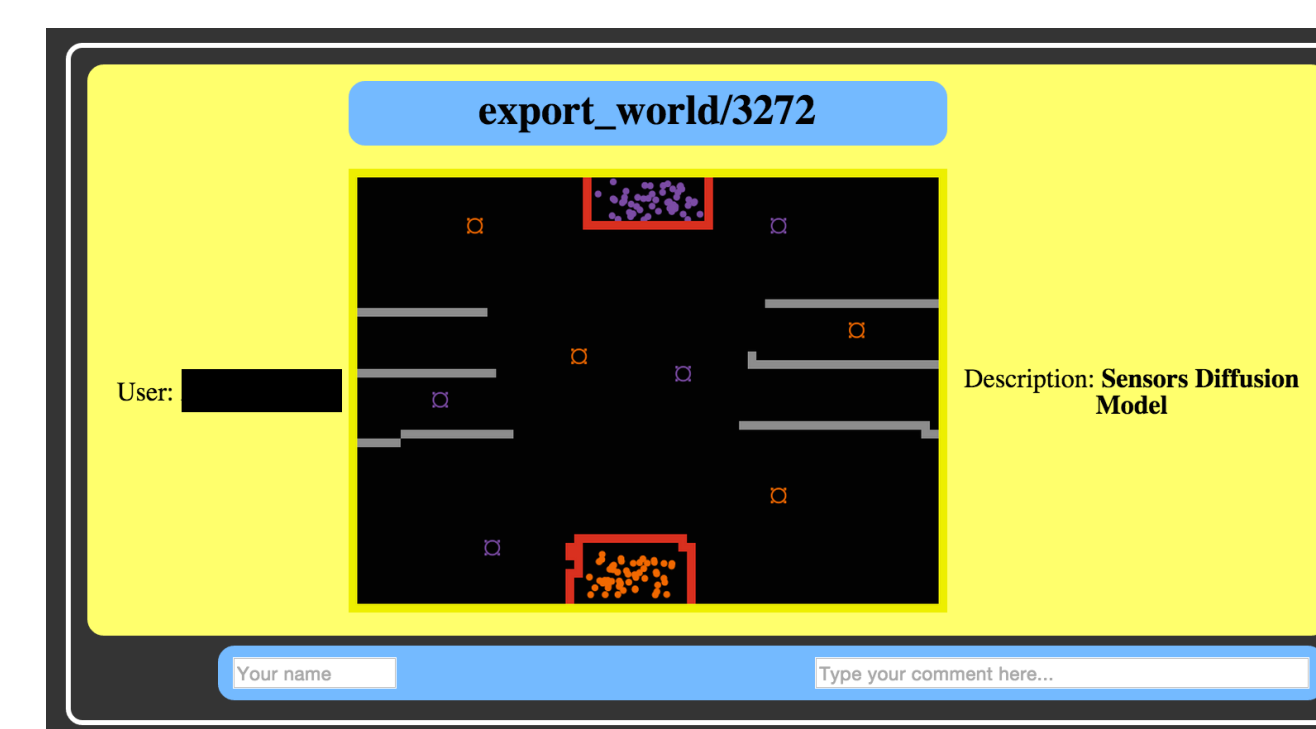 export_world/3272
User:
Description: Sensors Diffusion
Model
Your name
Type your comment here...